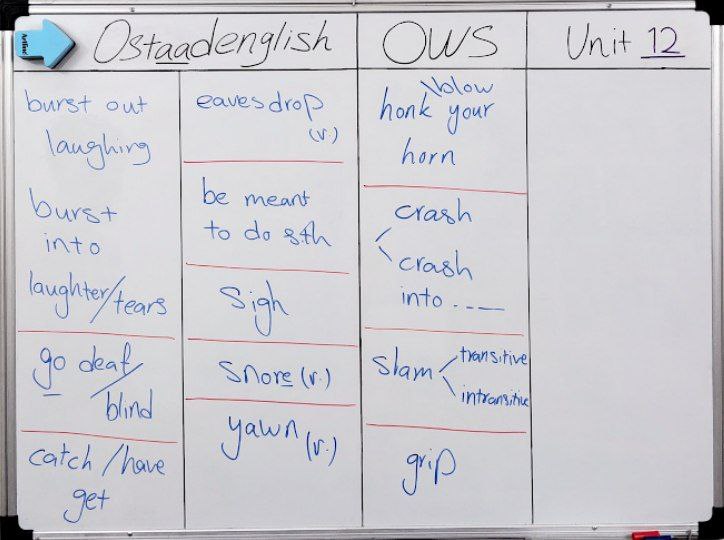 Ostaadenglish
OWS
Unit 12
burst out
laughing
burst
into
laughter/tears
go deaf/
blind
catch/have
get
eavesdrop
(v.)
be meant
to do sth
sigh
snore (v.)
yawn (v.)
\blow
honk your
horn
crash
crash
into ....
slam
transitive
intransitive
grip